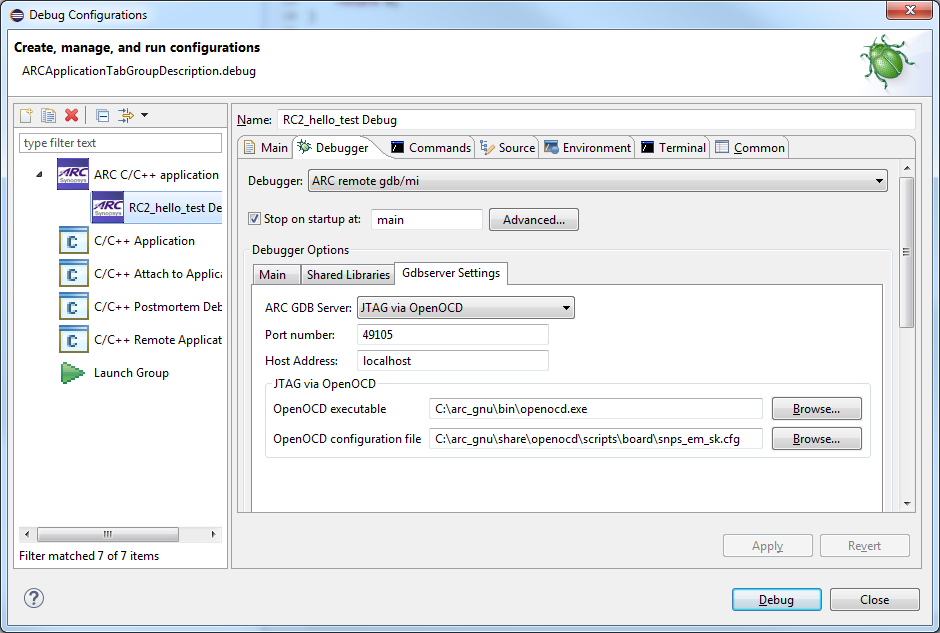 Debug Configurations
Create, manage, and run configurations
ARCApplicationTabGroupDescription.debug
type filter text
ARC Synopsys ARC C/C++ application
ARC Synopsys RC2_hello_test De
C C/C++ Application
C C/C++ Attach to Applica
C C/C++ Postmortem Deb
C C/C++ Remote Applicat
Launch Group
Filter matched 7 of 7 items
Name: RC2_hello_test Debug
Main Debugger Commands Source Environment Terminal Common
Debugger: ARC remote gdb/mi
Stop on startup at: main Advanced...
Debugger Options
Main Shared Libraries Gdbserver Settings
ARC GDB Server: JTAG via OpenOCD
Port number: 49105
Host Address: localhost
JTAG via OpenOCD
OpenOCD executable C:\arc_gnu\bin\openocd.exe Browse...
OpenOCD configuration file C:\arc_gnu\share\openocd\scripts\board\snps_em_sk.cfg Browse...
Apply Revert
? Debug Close